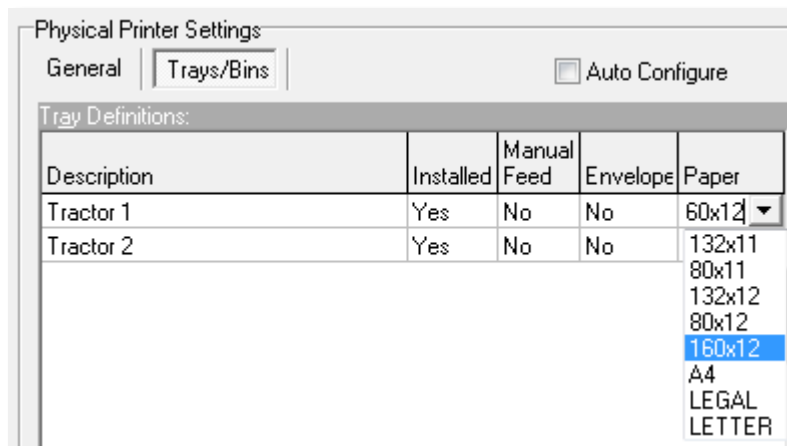 Physical Printer Settings
General Trays/Bins Auto Configure
Tray Definitions:
Description Installed Manual Feed Envelope Paper
Tractor 1 Yes No No 60x12
Tractor 2 Yes No No
132x11
80x11
132x12
80x12
160x12
A4
LEGAL
LETTER